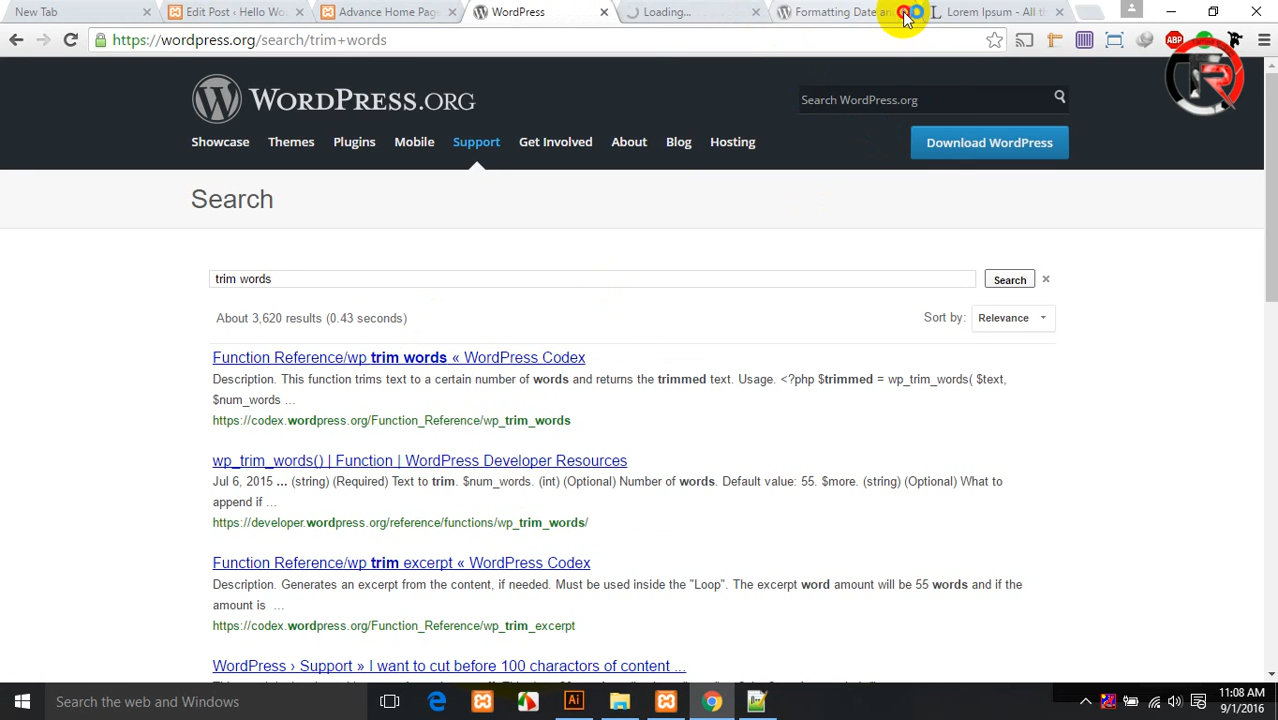 New Tab
Edit Post ‹ Hello Wo
Advance Home Page
WordPress
Loading...
Formatting Date an
Lorem Ipsum - All th
https://wordpress.org/search/trim+words
ABP
WORDPRESS.ORG
Search WordPress.org
Showcase Themes Plugins Mobile Support Get Involved About Blog Hosting
Download WordPress
Search
trim words
Search
About 3,620 results (0.43 seconds)
Sort by: Relevance
Function Reference/wp trim words « WordPress Codex
Description. This function trims text to a certain number of words and returns the trimmed text. Usage. <?php $trimmed = wp_trim_words( $text,
$num_words ...
https://codex.wordpress.org/Function_Reference/wp_trim_words
wp_trim_words() | Function | WordPress Developer Resources
Jul 6, 2015 ... (string) (Required) Text to trim. $num_words. (int) (Optional) Number of words. Default value: 55. $more. (string) (Optional) What to
append if ...
https://developer.wordpress.org/reference/functions/wp_trim_words/
Function Reference/wp trim excerpt « WordPress Codex
Description. Generates an excerpt from the content, if needed. Must be used inside the "Loop". The excerpt word amount will be 55 words and if the
amount is ...
https://codex.wordpress.org/Function_Reference/wp_trim_excerpt
WordPress › Support » I want to cut before 100 charactors of content ...
Search the web and Windows
Ai
11:08 AM
9/1/2016